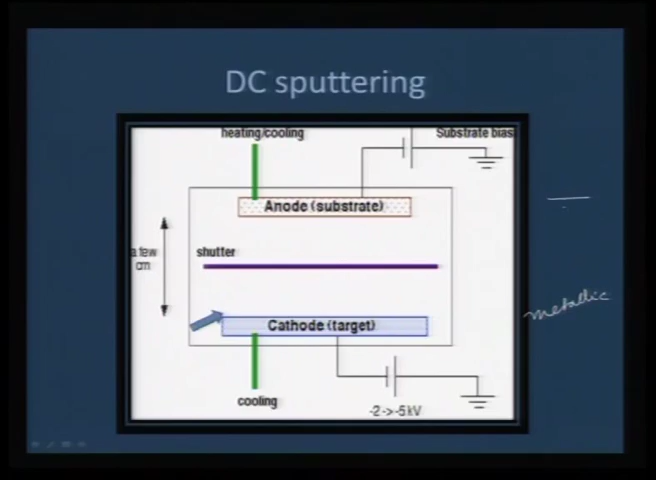 DC sputtering
heating/cooling
Substrate bias
Anode (substrate)
a few
cm
shutter
metallic
Cathode (target)
cooling
-2->-5kV